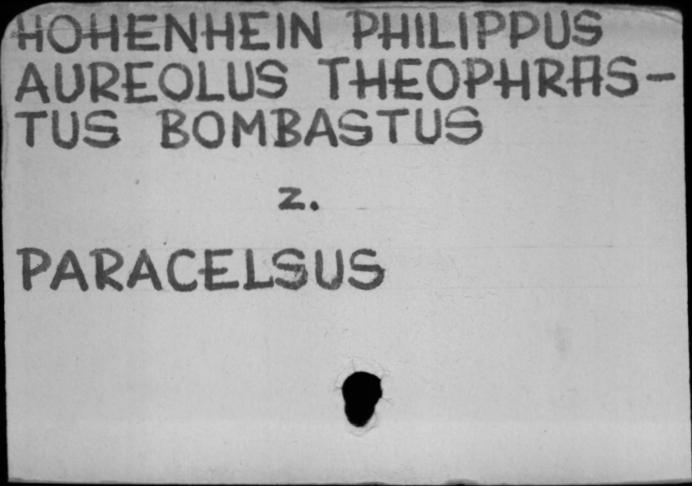 HOHENHEIN PHILIPPUS
AUREOLUS THEOPHRAS-
TUS BOMBASTUS
z.
PARACELSUS